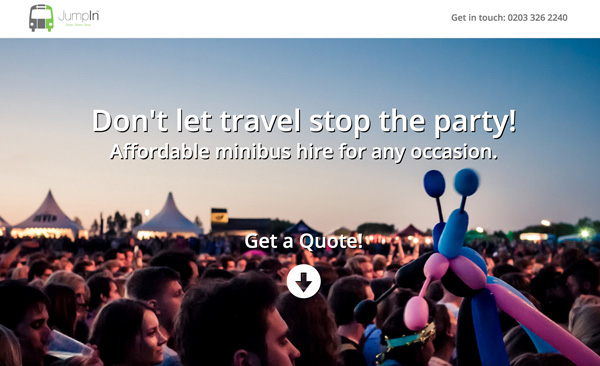 JumpIn
Get in touch: 0203 326 2240
Don't let travel stop the party!
Affordable minibus hire for any occasion.
Get a Quote!